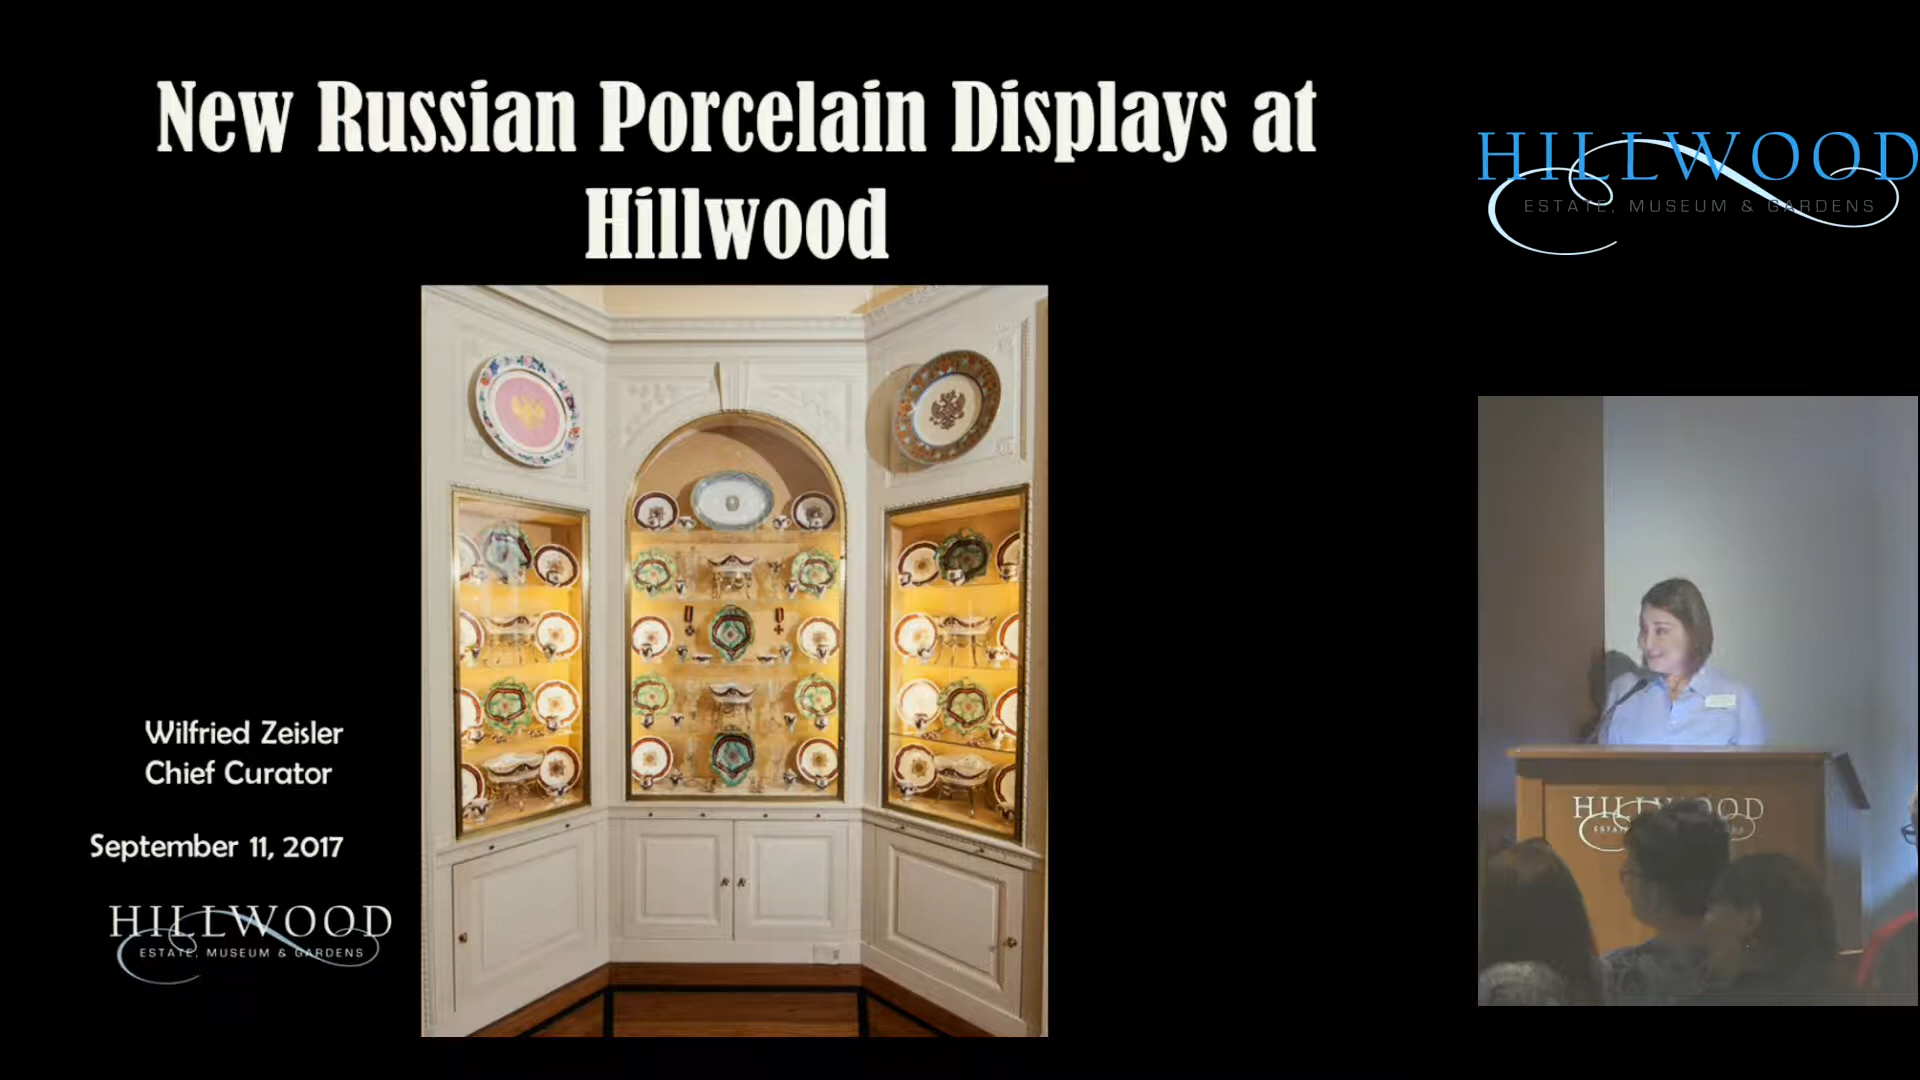 New Russian Porcelain Displays at
Hillwood
HILLWOOD
ESTATE, MUSEUM & GARDENS
Wilfried Zeisler
Chief Curator
September 11, 2017
HILLWOOD
ESTATE, MUSEUM & GARDENS
HILLWOOD